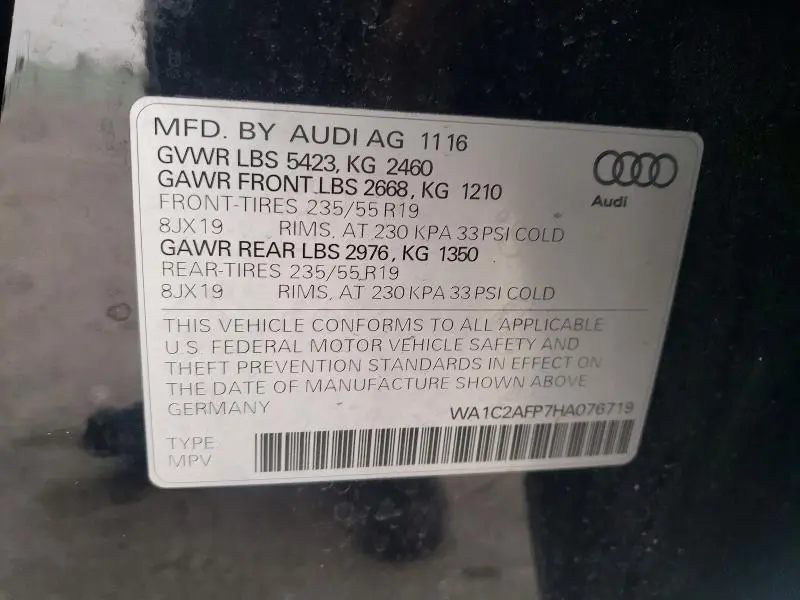 MFD. BY AUDI AG 11 16
GVWR LBS 5423, KG 2460
GAWR FRONT LBS 2668, KG 1210
FRONT-TIRES 235/55 R19
8JX19 RIMS, AT 230 KPA 33 PSI COLD
GAWR REAR LBS 2976, KG 1350
REAR-TIRES 235/55 R19
8JX19 RIMS, AT 230 KPA 33 PSI COLD
Audi
THIS VEHICLE CONFORMS TO ALL APPLICABLE
U.S. FEDERAL MOTOR VEHICLE SAFETY AND
THEFT PREVENTION STANDARDS IN EFFECT ON
THE DATE OF MANUFACTURE SHOWN ABOVE
GERMANY WA1C2AFP7HA076719
TYPE
MPV